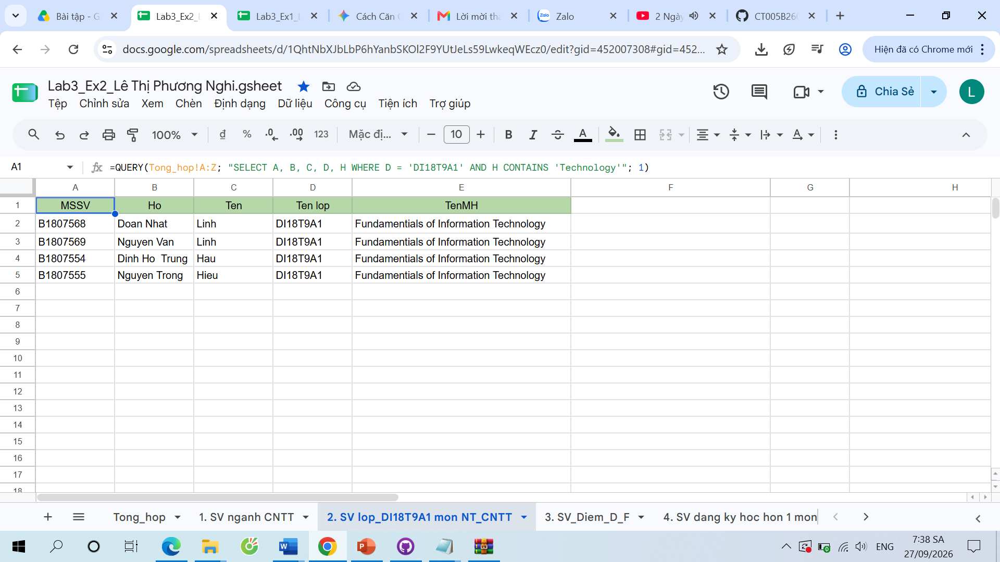 Bài tập - G
Lab3_Ex2_L
Lab3_Ex1_L
Cách Căn C
Lời mời tha
Zalo
2 Ngày
CT005B260
docs.google.com/spreadsheets/d/1QhtNbXJbLbP6hYanbSKOl2F9YUtJeLs59LwkeqWEcz0/edit?gid=452007308#gid=452...
Hiện đã có Chrome mới
Lab3_Ex2_Lê Thị Phương Nghi.gsheet
Tệp Chỉnh sửa Xem Chèn Định dạng Dữ liệu Công cụ Tiện ích Trợ giúp
Chia Sẻ
L
100% đ % .0 .00 123 Mặc đị... 10 B I A
A1 fx =QUERY(Tong_hop!A:Z; "SELECT A, B, C, D, H WHERE D = 'DI18T9A1' AND H CONTAINS 'Technology'"; 1)
A B C D E F G H
1 MSSV Ho Ten Ten lop TenMH
2 B1807568 Doan Nhat Linh DI18T9A1 Fundamentials of Information Technology
3 B1807569 Nguyen Van Linh DI18T9A1 Fundamentials of Information Technology
4 B1807554 Dinh Ho Trung Hau DI18T9A1 Fundamentials of Information Technology
5 B1807555 Nguyen Trong Hieu DI18T9A1 Fundamentials of Information Technology
6
7
8
9
10
11
12
13
14
15
16
17
18
Tong_hop 1. SV nganh CNTT 2. SV lop_DI18T9A1 mon NT_CNTT 3. SV_Diem_D_F 4. SV dang ky hoc hon 1 mon
ENG
7:38 SA
27/09/2026